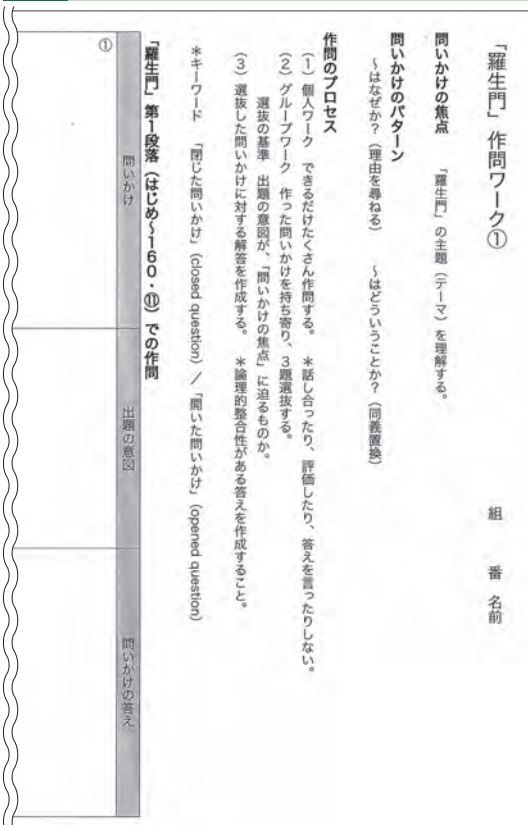 「羅生門」作問ワーク①
組　番　名前
問いかけの焦点　「羅生門」の主題（テーマ）を理解する。
問いかけのパターン
～はなぜか？（理由を尋ねる）　～はどういうことか？（同義置換）
作問のプロセス
（1）個人ワーク　できるだけたくさん作問する。　＊話し合ったり、評価したり、答えを言ったりしない。
（2）グループワーク　作った問いかけを持ち寄り、3題選抜する。
選抜の基準　出題の意図が、「問いかけの焦点」に迫るものか。
（3）選抜した問いかけに対する解答を作成する。　＊論理的整合性がある答えを作成すること。
＊キーワード　「閉じた問いかけ」（closed question）／「開いた問いかけ」（opened question）
「羅生門」第1段落（はじめ～160・⑪）での作問
問いかけ
出題の意図
問いかけの答え
①